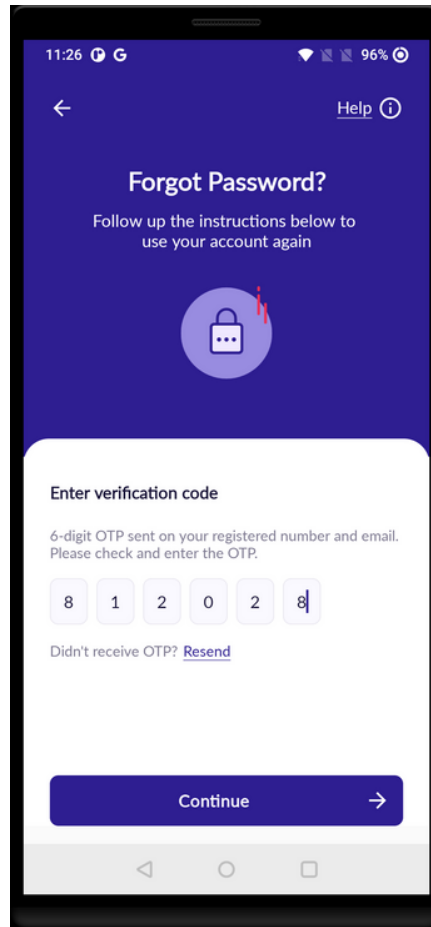 11:26 G 96%
Help
Forgot Password?
Follow up the instructions below to
use your account again
Enter verification code
6-digit OTP sent on your registered number and email.
Please check and enter the OTP.
8 1 2 0 2 8
Didn't receive OTP? Resend
Continue